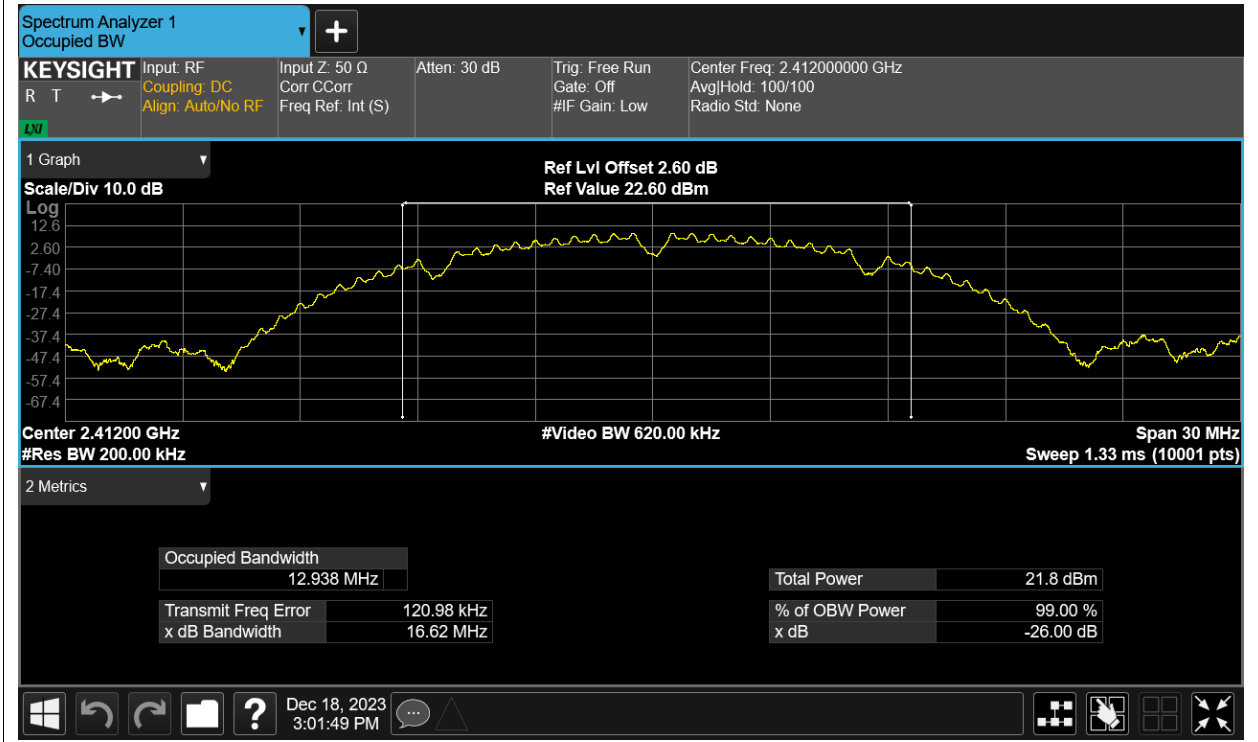 Spectrum Analyzer 1
Occupied BW
KEYSIGHT
R T
LXI
Input: RF
Coupling: DC
Align: Auto/No RF
Input Z: 50 Ω
Corr CCorr
Freq Ref: Int (S)
Atten: 30 dB
Trig: Free Run
Gate: Off
#IF Gain: Low
Center Freq: 2.412000000 GHz
Avg|Hold: 100/100
Radio Std: None
1 Graph
Scale/Div 10.0 dB
Ref Lvl Offset 2.60 dB
Ref Value 22.60 dBm
Log
12.6
2.60
-7.40
-17.4
-27.4
-37.4
-47.4
-57.4
-67.4
Center 2.41200 GHz
#Video BW 620.00 kHz
Span 30 MHz
#Res BW 200.00 kHz
Sweep 1.33 ms (10001 pts)
2 Metrics
Occupied Bandwidth
12.938 MHz
Total Power 21.8 dBm
Transmit Freq Error 120.98 kHz
% of OBW Power 99.00 %
x dB Bandwidth 16.62 MHz
x dB -26.00 dB
?
Dec 18, 2023
3:01:49 PM